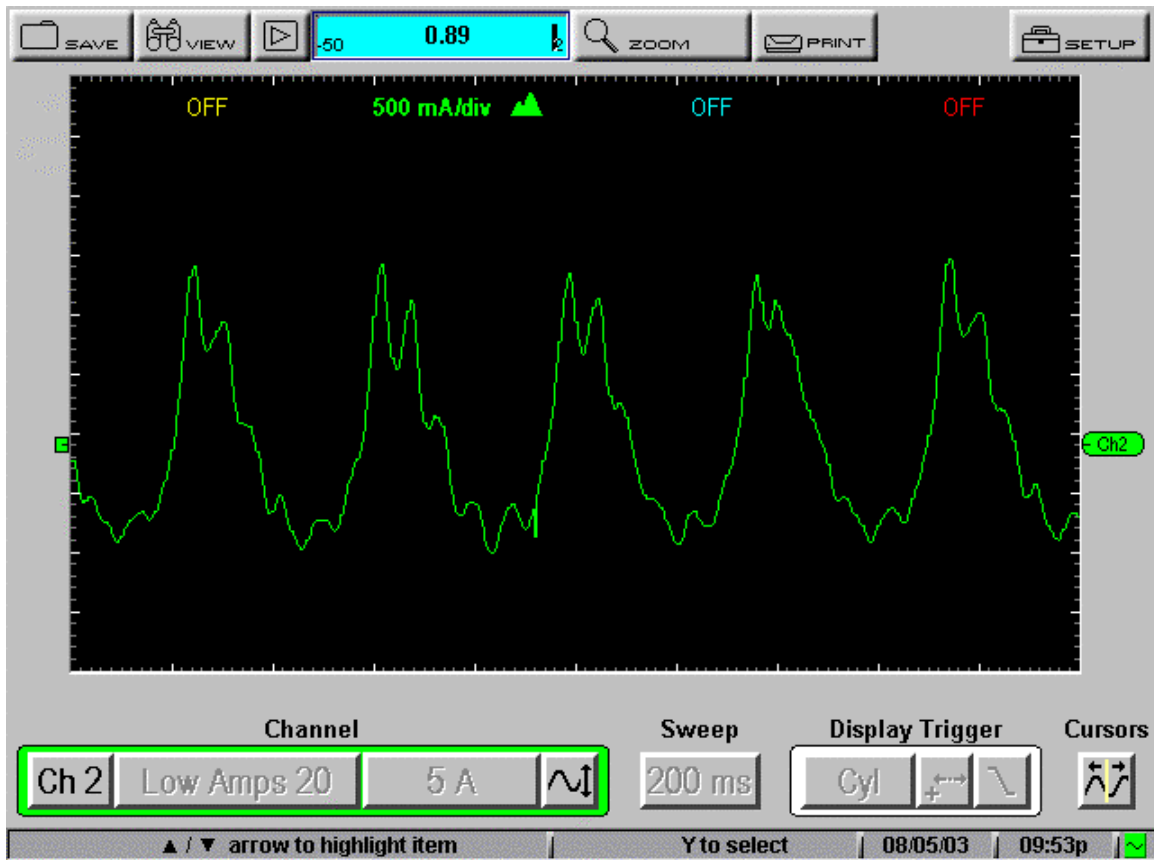 SAVE VIEW -50 0.89 2 ZOOM PRINT SETUP
OFF 500 mA/div OFF OFF
Ch2
Channel Sweep Display Trigger Cursors
Ch 2 Low Amps 20 5 A 200 ms Cyl
▲ / ▼ arrow to highlight item Y to select 08/05/03 09:53p